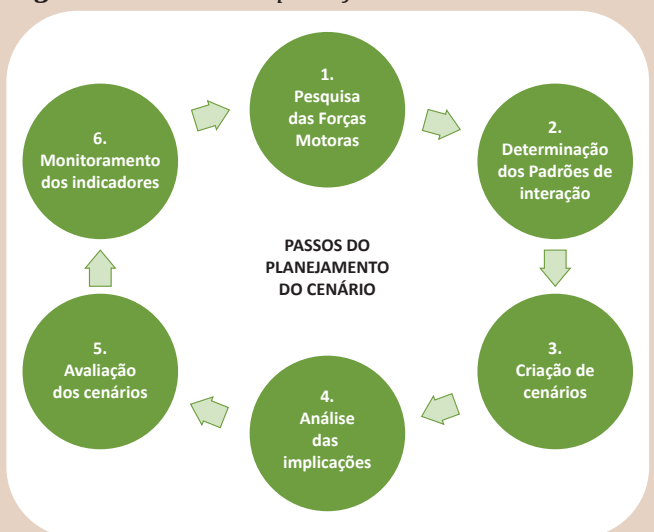 1.
Pesquisa
das Forças
Motoras
2.
Determinação
dos Padrões de
interação
3.
Criação de
cenários
4.
Análise
das
implicações
5.
Avaliação
dos cenários
6.
Monitoramento
dos indicadores
PASSOS DO
PLANEJAMENTO
DO CENÁRIO